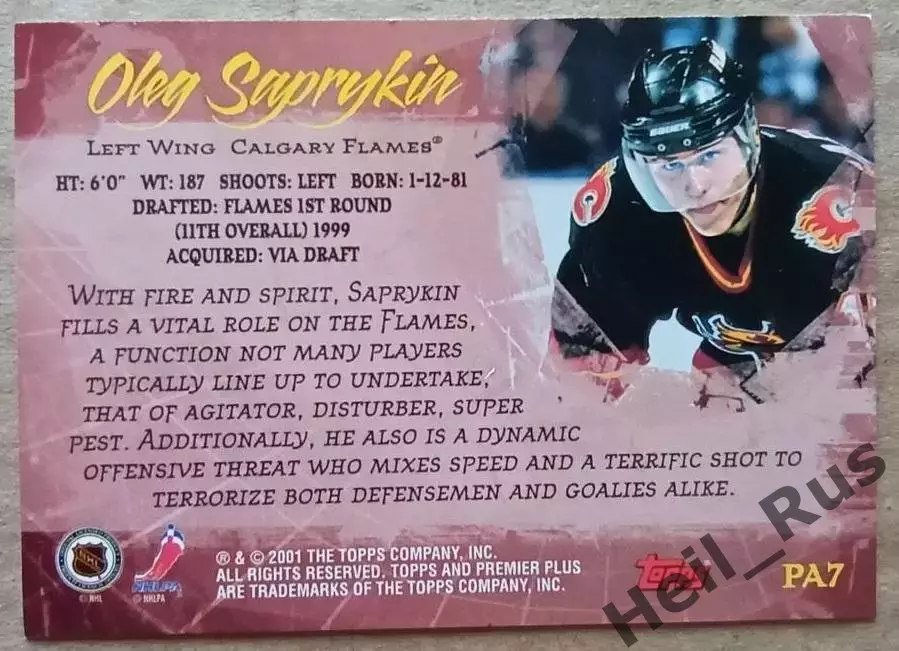 Oleg Saprykin
LEFT WING CALGARY FLAMES®
HT: 6'0" WT: 187 SHOOTS: LEFT BORN: 1-12-81
DRAFTED: FLAMES 1ST ROUND
(11TH OVERALL) 1999
ACQUIRED: VIA DRAFT
WITH FIRE AND SPIRIT, SAPRYKIN
FILLS A VITAL ROLE ON THE FLAMES,
A FUNCTION NOT MANY PLAYERS
TYPICALLY LINE UP TO UNDERTAKE,
THAT OF AGITATOR, DISTURBER, SUPER
PEST. ADDITIONALLY, HE ALSO IS A DYNAMIC
OFFENSIVE THREAT WHO MIXES SPEED AND A TERRIFIC SHOT TO
TERRORIZE BOTH DEFENSEMEN AND GOALIES ALIKE.
NHL
© NHL
NHLPA
© NHLPA
® & © 2001 THE TOPPS COMPANY, INC.
ALL RIGHTS RESERVED. TOPPS AND PREMIER PLUS
ARE TRADEMARKS OF THE TOPPS COMPANY, INC.
Topps
PA7
Heil_Rus